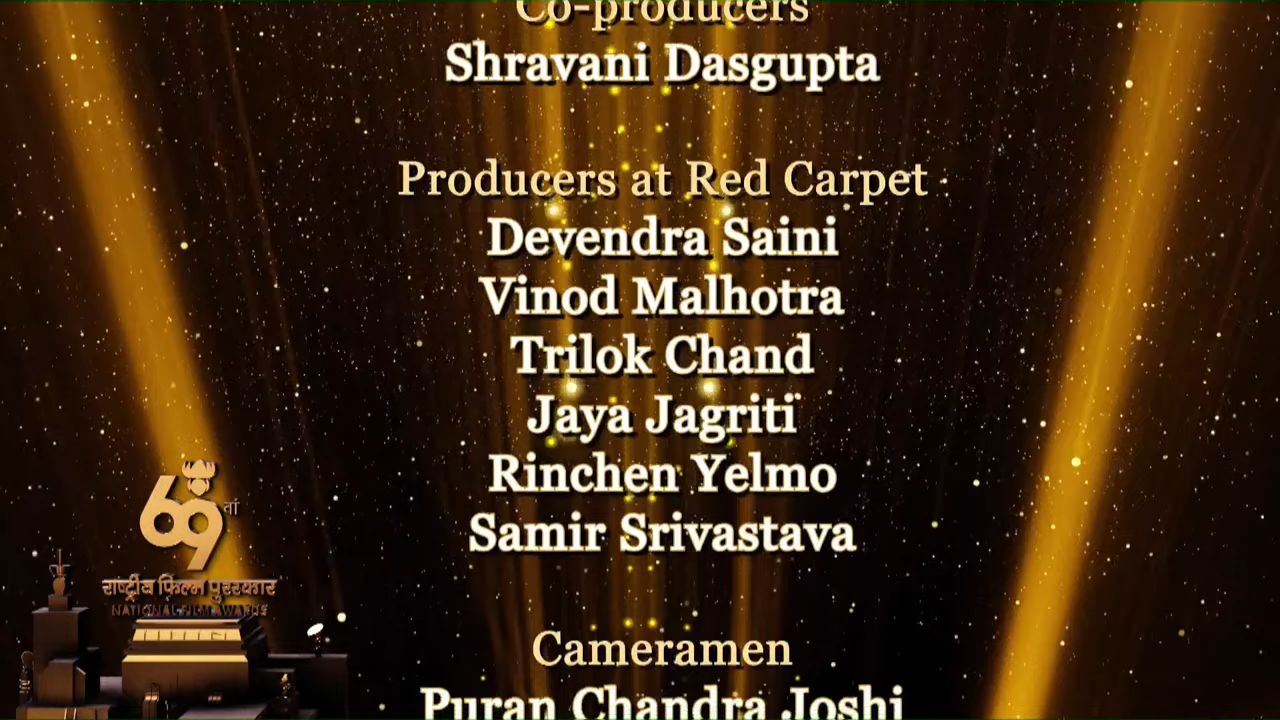 Co-producers
Shravani Dasgupta
Producers at Red Carpet
Devendra Saini
Vinod Malhotra
Trilok Chand
Jaya Jagriti
Rinchen Yelmo
Samir Srivastava
Cameramen
Puran Chandra Joshi
69वां
राष्ट्रीय फिल्म पुरस्कार
NATIONAL FILM AWARDS